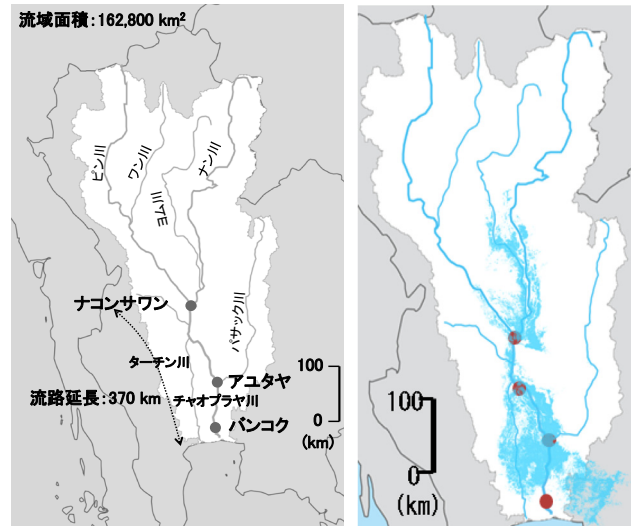 流域面積：162,800 km²
ピン川
ワン川
ヨム川
ナン川
ナコンサワン
パサック川
ターチン川
100
アユタヤ
流路延長：370 km
チャオプラヤ川
バンコク
0
(km)
100
0
(km)